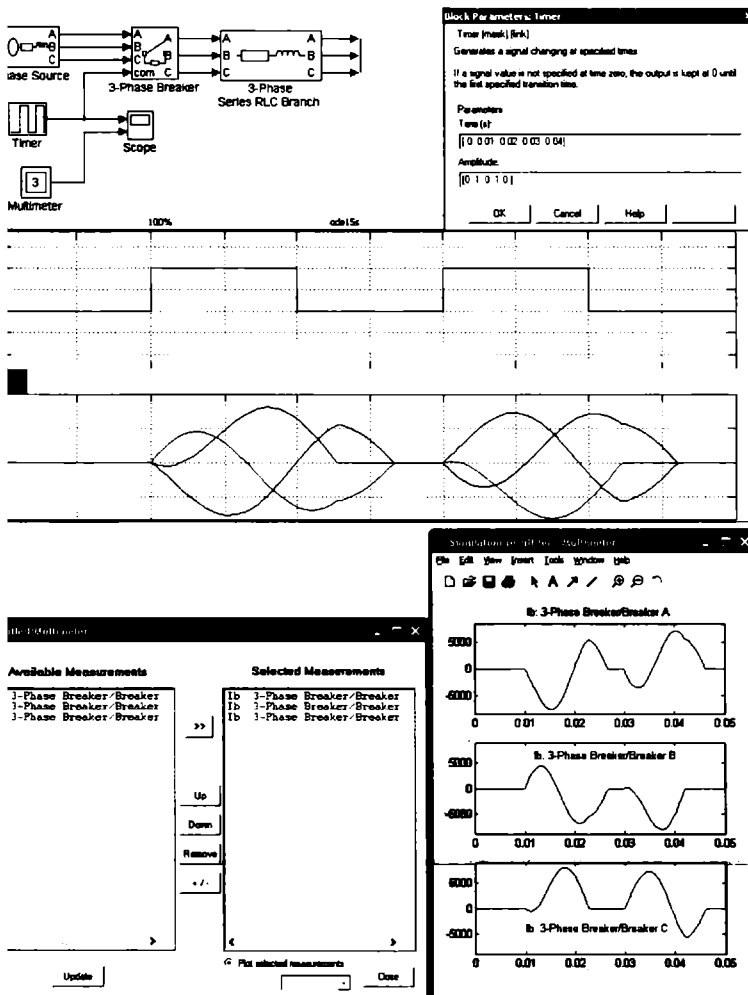 A
B
C
A
B
C
com
A
B
C
A
B
C
A
B
C
ase Source
3-Phase Breaker
3-Phase
Series RLC Branch
Timer
Scope
3
Multimeter
100%
ode15s
Block Parameters: Timer
Timer (mask) (link)
Generates a signal changing at specified times.
If a signal value is not specified at time zero, the output is kept at 0 until
the first specified transition time.
Parameters
Time (s):
[ 0 0.01 0.02 0.03 0.04]
Amplitude:
[0 1 0 1 0]
OK
Cancel
Help
Multimeter
File Edit View Insert Tools Window Help
Ib: 3-Phase Breaker/Breaker A
5000
0
-5000
0 0.01 0.02 0.03 0.04 0.05
Ib: 3-Phase Breaker/Breaker B
5000
0
-5000
0 0.01 0.02 0.03 0.04 0.05
5000
0
-5000
Ib: 3-Phase Breaker/Breaker C
0 0.01 0.02 0.03 0.04 0.05
Multimeter
Available Measurements
3-Phase Breaker/Breaker
3-Phase Breaker/Breaker
3-Phase Breaker/Breaker
>>
Up
Down
Remove
+/-
Selected Measurements
Ib 3-Phase Breaker/Breaker
Ib 3-Phase Breaker/Breaker
Ib 3-Phase Breaker/Breaker
Plot selected measurements
Update
Close